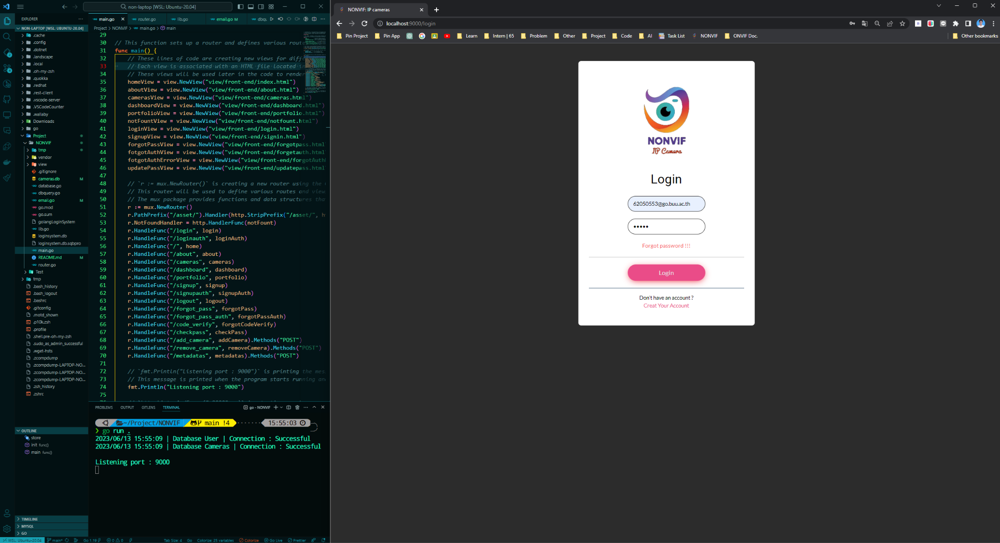 non-laptop [WSL: Ubuntu-20.04]
EXPLORER
NON-LAPTOP [WSL: UBUNTU-20.04]
.cache
.config
.dotnet
.landscape
.local
.oh-my-zsh
.quokka
.redhat
.rest-client
.vscode-server
.VSCodeCounter
.wallaby
Downloads
go
Project
NONVIF
tmp
vendor
view
.gitignore
cameras.db M
database.go
dbquery.go
email.go M
go.mod
go.sum
golangLoginSystem
lib.go
loginsystem.db
loginsystem.db.sqbpro
main.go
README.md M
router.go
Test
tmp
.bash_history
.bash_logout
.bashrc
.gitconfig
.motd_shown
.p10k.zsh
.profile
.shell.pre-oh-my-zsh
.sudo_as_admin_successful
.wget-hsts
.zcompdump
.zcompdump-LAPTOP-NO...
.zcompdump-LAPTOP-NO...
.zcompdump-LAPTOP-NO...
.zsh_history
.zshrc
OUTLINE
store
init func()
main func()
TIMELINE
MYSQL
GO
main.go router.go lib.go email.go M dbqu
Project > NONVIF > main.go > main
29
30 // This function sets up a router and defines various rout
31 func main() {
32 // These lines of code are creating new views for diff
33 // Each view is associated with an HTML file located i
34 // These views will be used later in the code to rende
35 homeView = view.NewView("view/front-end/index.html")
36 aboutView = view.NewView("view/front-end/about.html")
37 camerasView = view.NewView("view/front-end/cameras.html")
38 dashboardView = view.NewView("view/front-end/dashboard.html")
39 portfolioView = view.NewView("view/front-end/portfolio.html")
40 notFountView = view.NewView("view/front-end/notfount.html")
41 loginView = view.NewView("view/front-end/login.html")
42 signupView = view.NewView("view/front-end/signin.html")
43 forgotPassView = view.NewView("view/front-end/forgotpass.html
44 fotgotAuthView = view.NewView("view/front-end/forgetauth.html
45 fotgotAuthErrorView = view.NewView("view/front-end/forgotAuth
46 updatePassView = view.NewView("view/front-end/updatepass.html
47
48 // `r := mux.NewRouter()` is creating a new router using the
49 // This router will be used to define various routes and view
50 // The mux package provides functions and data structures tha
51 r := mux.NewRouter()
52 r.PathPrefix("/asset/").Handler(http.StripPrefix("/asset/", h
53 r.NotFoundHandler = http.HandlerFunc(notFount)
54 r.HandleFunc("/login", login)
55 r.HandleFunc("/loginauth", loginAuth)
56 r.HandleFunc("/", home)
57 r.HandleFunc("/about", about)
58 r.HandleFunc("/cameras", cameras)
59 r.HandleFunc("/dashboard", dashboard)
60 r.HandleFunc("/portfolio", portfolio)
61 r.HandleFunc("/signup", signup)
62 r.HandleFunc("/signupauth", signupAuth)
63 r.HandleFunc("/logout", logout)
64 r.HandleFunc("/forgot_pass", forgotPass)
65 r.HandleFunc("/forgot_pass_auth", forgotPassAuth)
66 r.HandleFunc("/code_verify", forgotCodeVerify)
67 r.HandleFunc("/checkpass", checkPass)
68 r.HandleFunc("/add_camera", addCamera).Methods("POST")
69 r.HandleFunc("/remove_camera", removeCamera).Methods("POST")
70 r.HandleFunc("/metadatas", metadatas).Methods("POST")
71
72 // `fmt.Println("Listening port : 9000")` is printing the mes
73 // This message is printed when the program starts running an
74 fmt.Println("Listening port : 9000")
75
PROBLEMS OUTPUT GITLENS TERMINAL go - NONVIF
~/Project/NONVIF main !4 15:55:03
❯ go run .
2023/06/13 15:55:09 | Database User | Connection : Successful
2023/06/13 15:55:09 | Database Cameras | Connection : Successful
Listening port : 9000
WSL: Ubuntu-20.04 main* Go 1.19 0 0 Tab Size: 4 Go Colorize: 25 variables Colorize Go Live Prettier
NONVIF: IP cameras
localhost:9000/login
Pin Project Pin App Learn Intern | 65 Problem Other Project Code AI Task List NONVIF ONVIF Doc. Other bookmarks
NONVIF
IP Camera
Login
62050553@go.buu.ac.th
•••••
Forgot password !!!
Login
Don't have an account ?
Creat Your Account